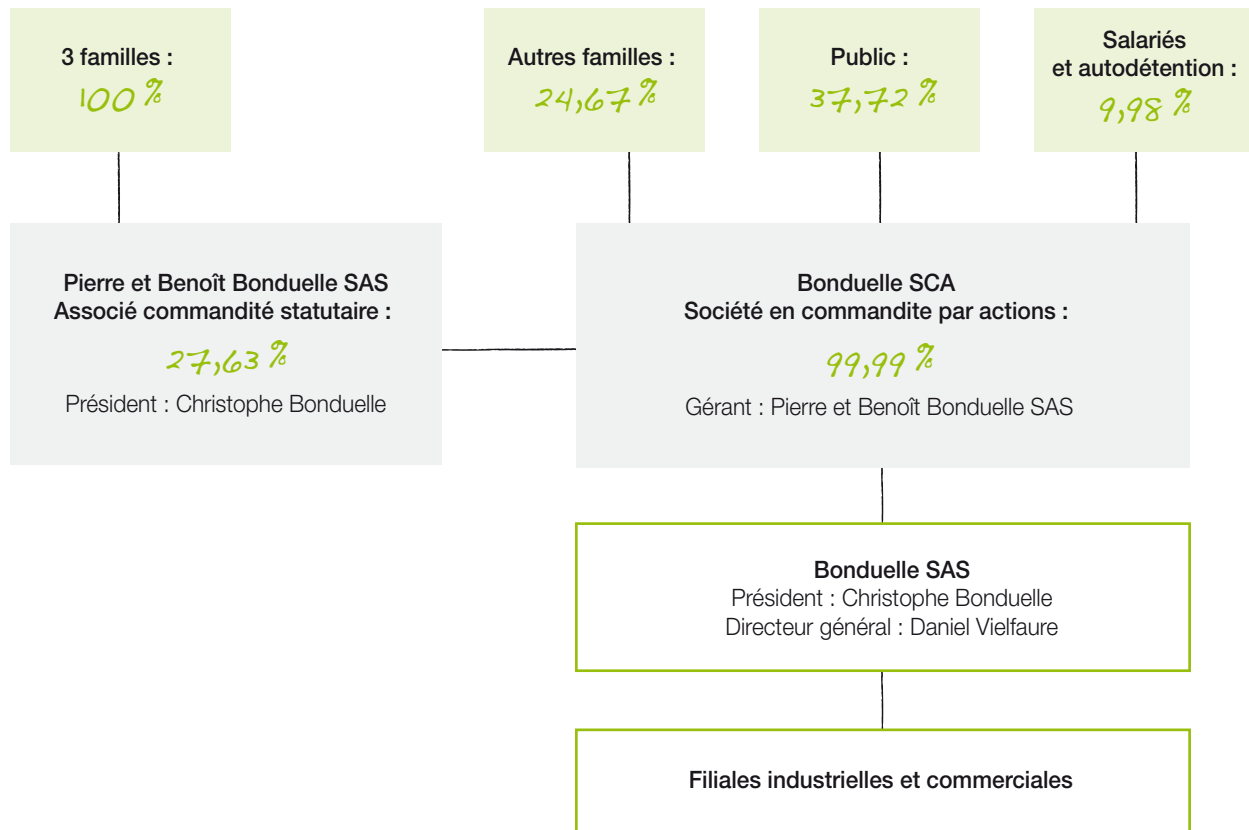 3 familles :
100 %
Autres familles :
24,67 %
Public :
37,72 %
Salariés
et autodétention :
9,98 %
Pierre et Benoît Bonduelle SAS
Associé commandité statutaire :
27,63 %
Président : Christophe Bonduelle
Bonduelle SCA
Société en commandite par actions :
99,99 %
Gérant : Pierre et Benoît Bonduelle SAS
Bonduelle SAS
Président : Christophe Bonduelle
Directeur général : Daniel Vielfaure
Filiales industrielles et commerciales